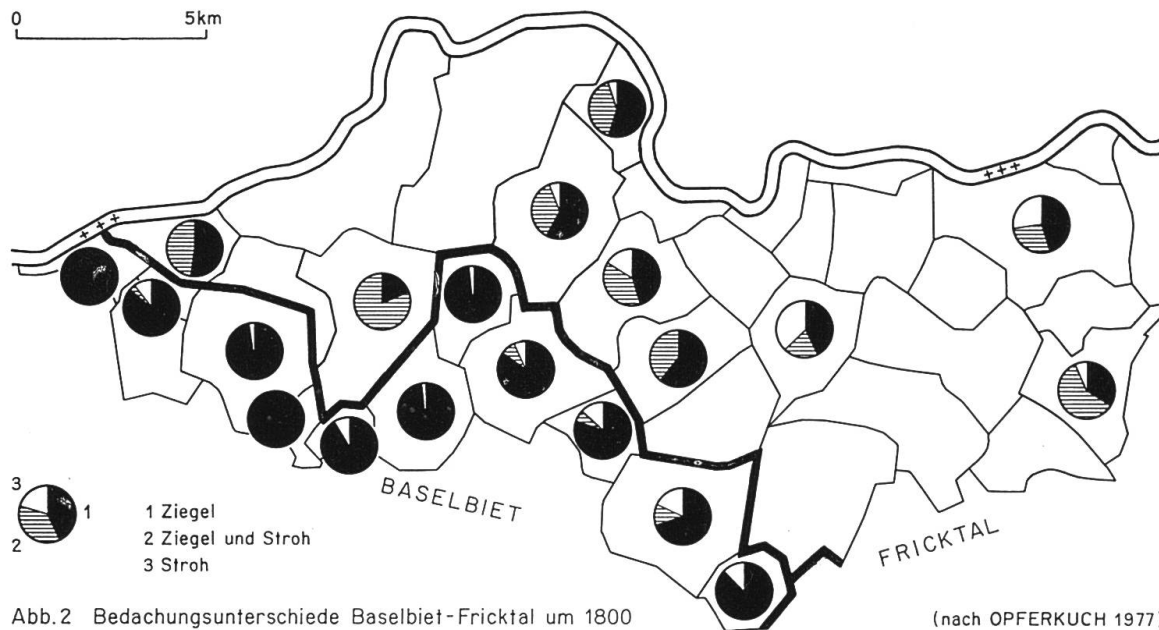 0 5km
BASELBIET
FRICKTAL
3
1
2
1 Ziegel
2 Ziegel und Stroh
3 Stroh
Abb.2 Bedachungsunterschiede Baselbiet-Fricktal um 1800
(nach OPFERKUCH 1977)